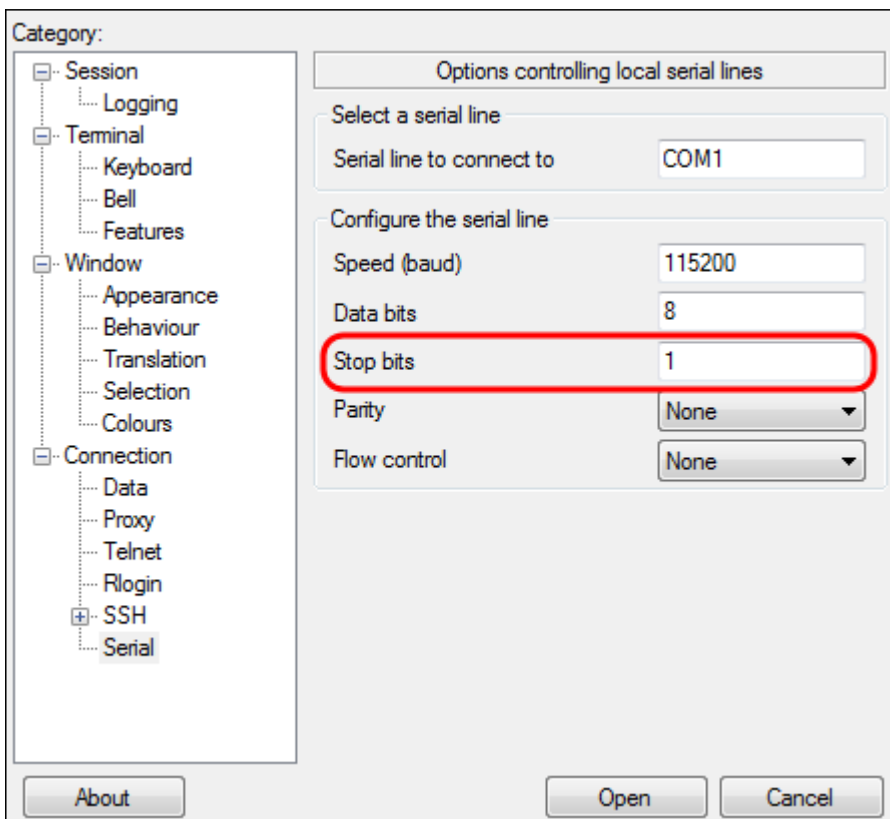 Category:
Session
Logging
Terminal
Keyboard
Bell
Features
Window
Appearance
Behaviour
Translation
Selection
Colours
Connection
Data
Proxy
Telnet
Rlogin
SSH
Serial
Options controlling local serial lines
Select a serial line
Serial line to connect to COM1
Configure the serial line
Speed (baud) 115200
Data bits 8
Stop bits 1
Parity None
Flow control None
About Open Cancel